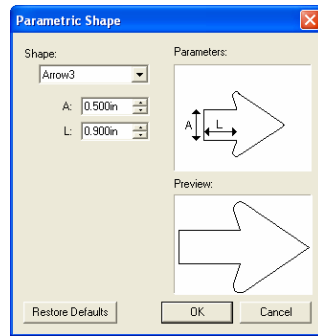 Parametric Shape
Shape:
Arrow3
A: 0.500in
L: 0.900in
Parameters:
A
L
Preview:
Restore Defaults
OK
Cancel